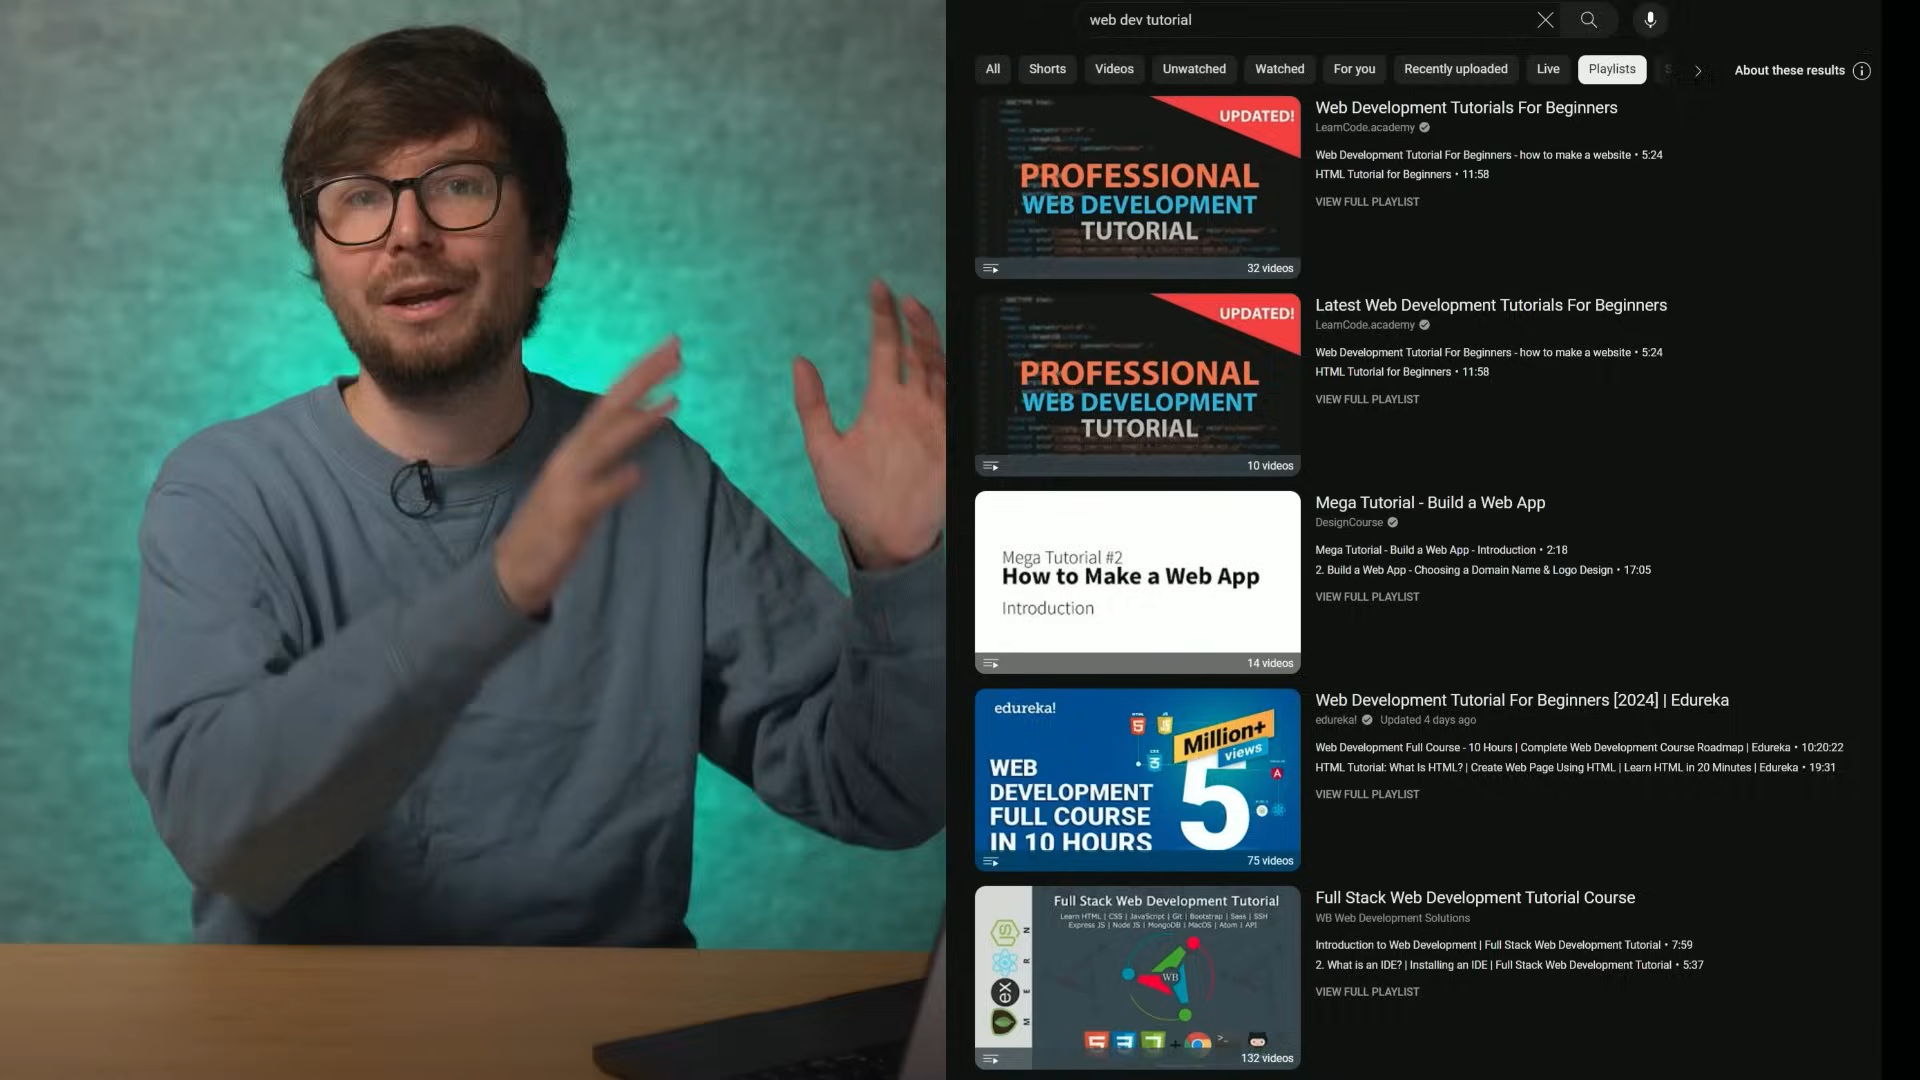 web dev tutorial
All
Shorts
Videos
Unwatched
Watched
For you
Recently uploaded
Live
Playlists
About these results
UPDATED!
PROFESSIONAL
WEB DEVELOPMENT
TUTORIAL
32 videos
Web Development Tutorials For Beginners
LearnCode.academy
Web Development Tutorial For Beginners - how to make a website • 5:24
HTML Tutorial for Beginners • 11:58
VIEW FULL PLAYLIST
UPDATED!
PROFESSIONAL
WEB DEVELOPMENT
TUTORIAL
10 videos
Latest Web Development Tutorials For Beginners
LearnCode.academy
Web Development Tutorial For Beginners - how to make a website • 5:24
HTML Tutorial for Beginners • 11:58
VIEW FULL PLAYLIST
Mega Tutorial #2
How to Make a Web App
Introduction
14 videos
Mega Tutorial - Build a Web App
DesignCourse
Mega Tutorial - Build a Web App - Introduction • 2:18
2. Build a Web App - Choosing a Domain Name & Logo Design • 17:05
VIEW FULL PLAYLIST
edureka!
Million+
views
5
WEB
DEVELOPMENT
FULL COURSE
IN 10 HOURS
75 videos
Web Development Tutorial For Beginners [2024] | Edureka
edureka! Updated 4 days ago
Web Development Full Course - 10 Hours | Complete Web Development Course Roadmap | Edureka • 10:20:22
HTML Tutorial: What Is HTML? | Create Web Page Using HTML | Learn HTML in 20 Minutes | Edureka • 19:31
VIEW FULL PLAYLIST
Full Stack Web Development Tutorial
Learn HTML | CSS | JavaScript | Git | Bootstrap | Sass | SSH
Express JS | Node JS | MongoDB | MacOS | Atom | API
N
R
E
M
JS
ex
WB
132 videos
Full Stack Web Development Tutorial Course
WB Web Development Solutions
Introduction to Web Development | Full Stack Web Development Tutorial • 7:59
2. What is an IDE? | Installing an IDE | Full Stack Web Development Tutorial • 5:37
VIEW FULL PLAYLIST